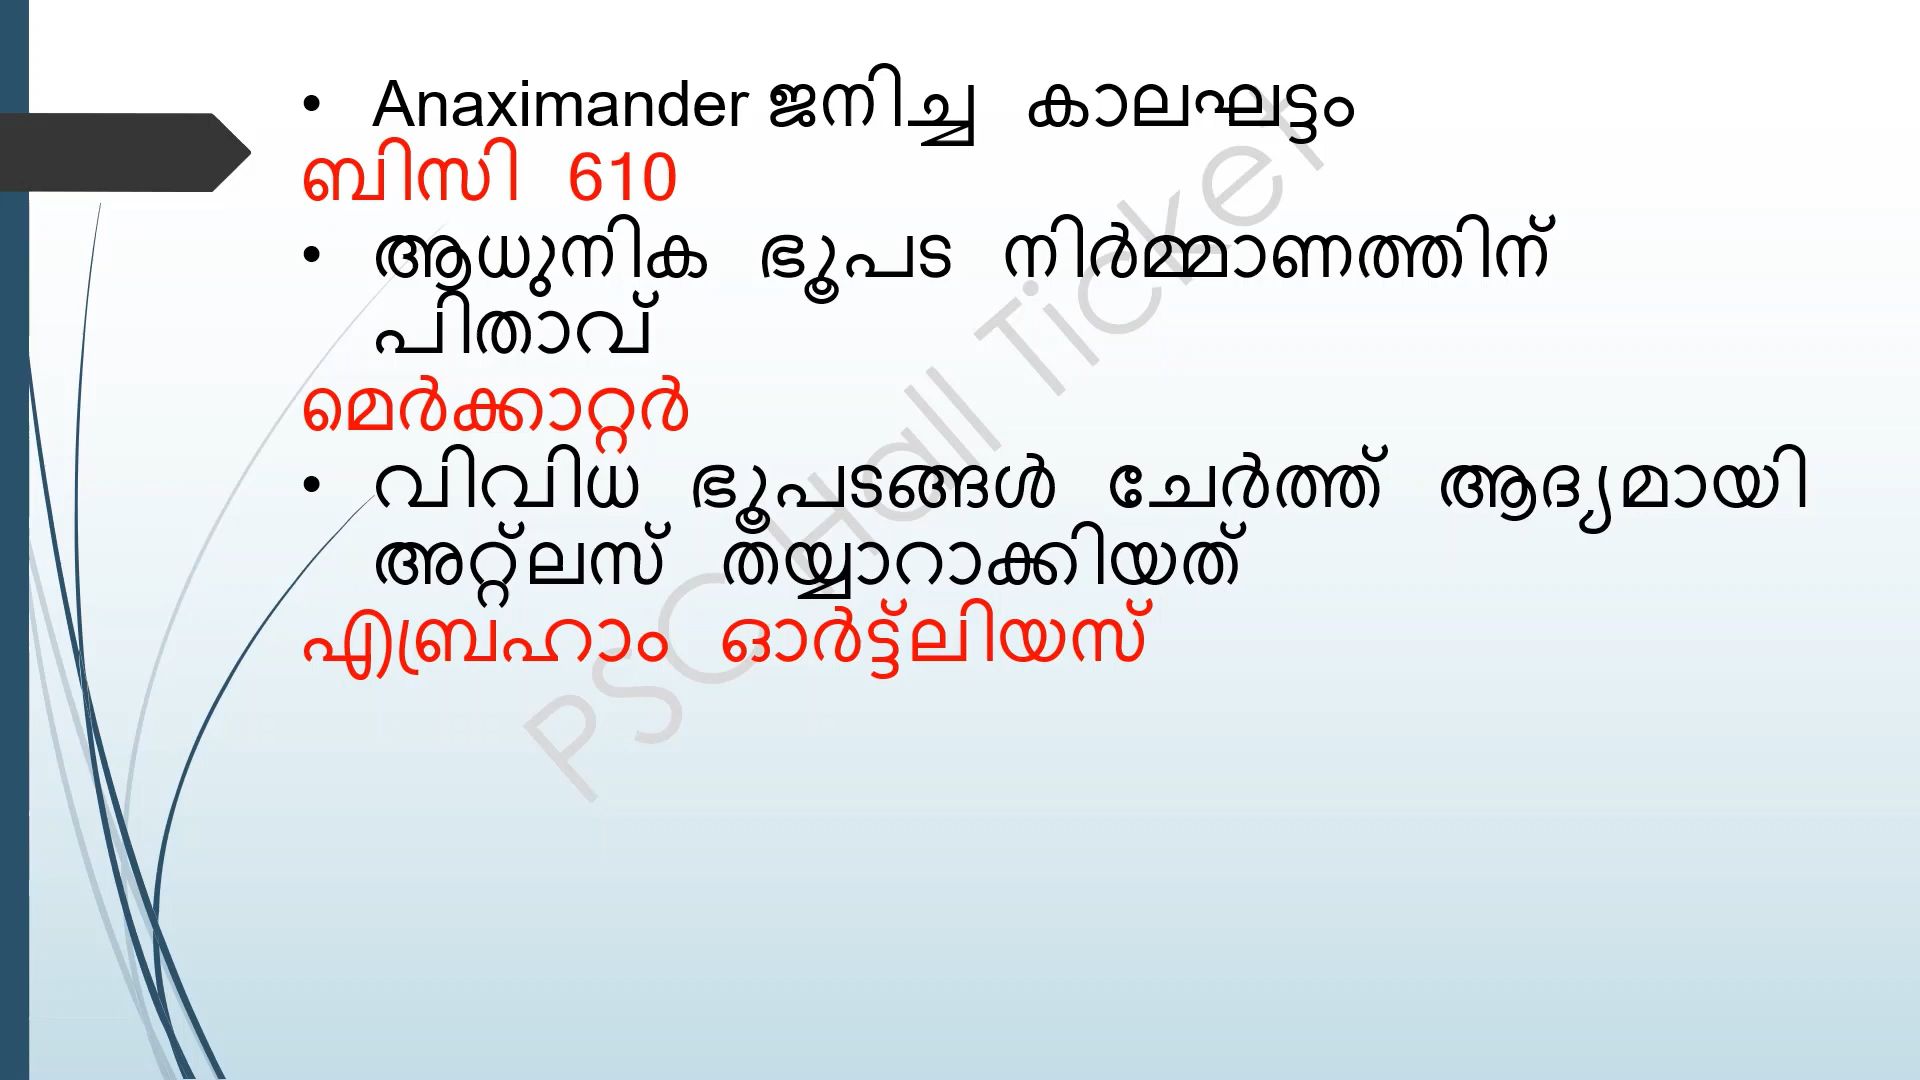 • Anaximander ജനിച്ച കാലഘട്ടം
ബിസി 610
• ആധുനിക ഭൂപട നിർമ്മാണത്തിന്
പിതാവ്
മെർക്കാറ്റർ
• വിവിധ ഭൂപടങ്ങൾ ചേർത്ത് ആദ്യമായി
അറ്റ്ലസ് തയ്യാറാക്കിയത്
എബ്രഹാം ഓർട്ട്ലിയസ്
PSC Hall Ticket